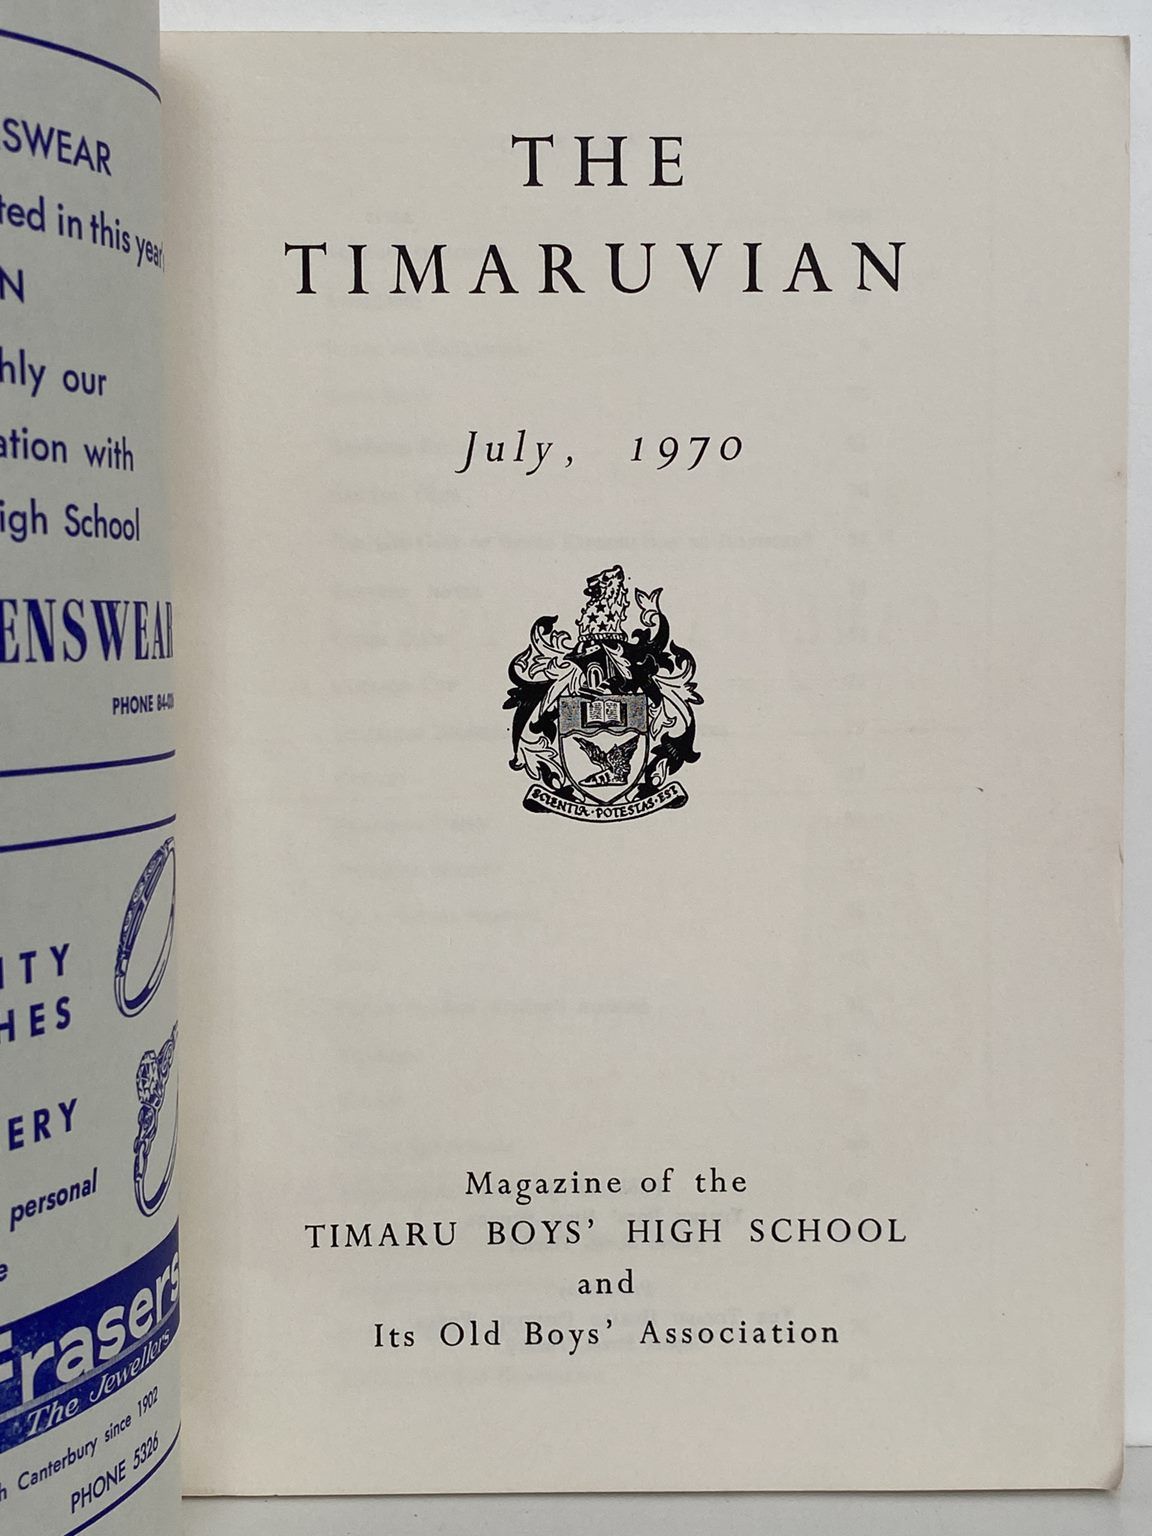 SWEAR
ted in this year
N
hly our
ation with
igh School
ENSWEAR
PHONE
ITY
HES
ERY
personal
e
Frasers
The Jewellers
h Canterbury since 1902
PHONE 5326
THE
TIMARUVIAN
July, 1970
SCIENTIA·POTESTAS·EST
Magazine of the
TIMARU BOYS' HIGH SCHOOL
and
Its Old Boys' Association